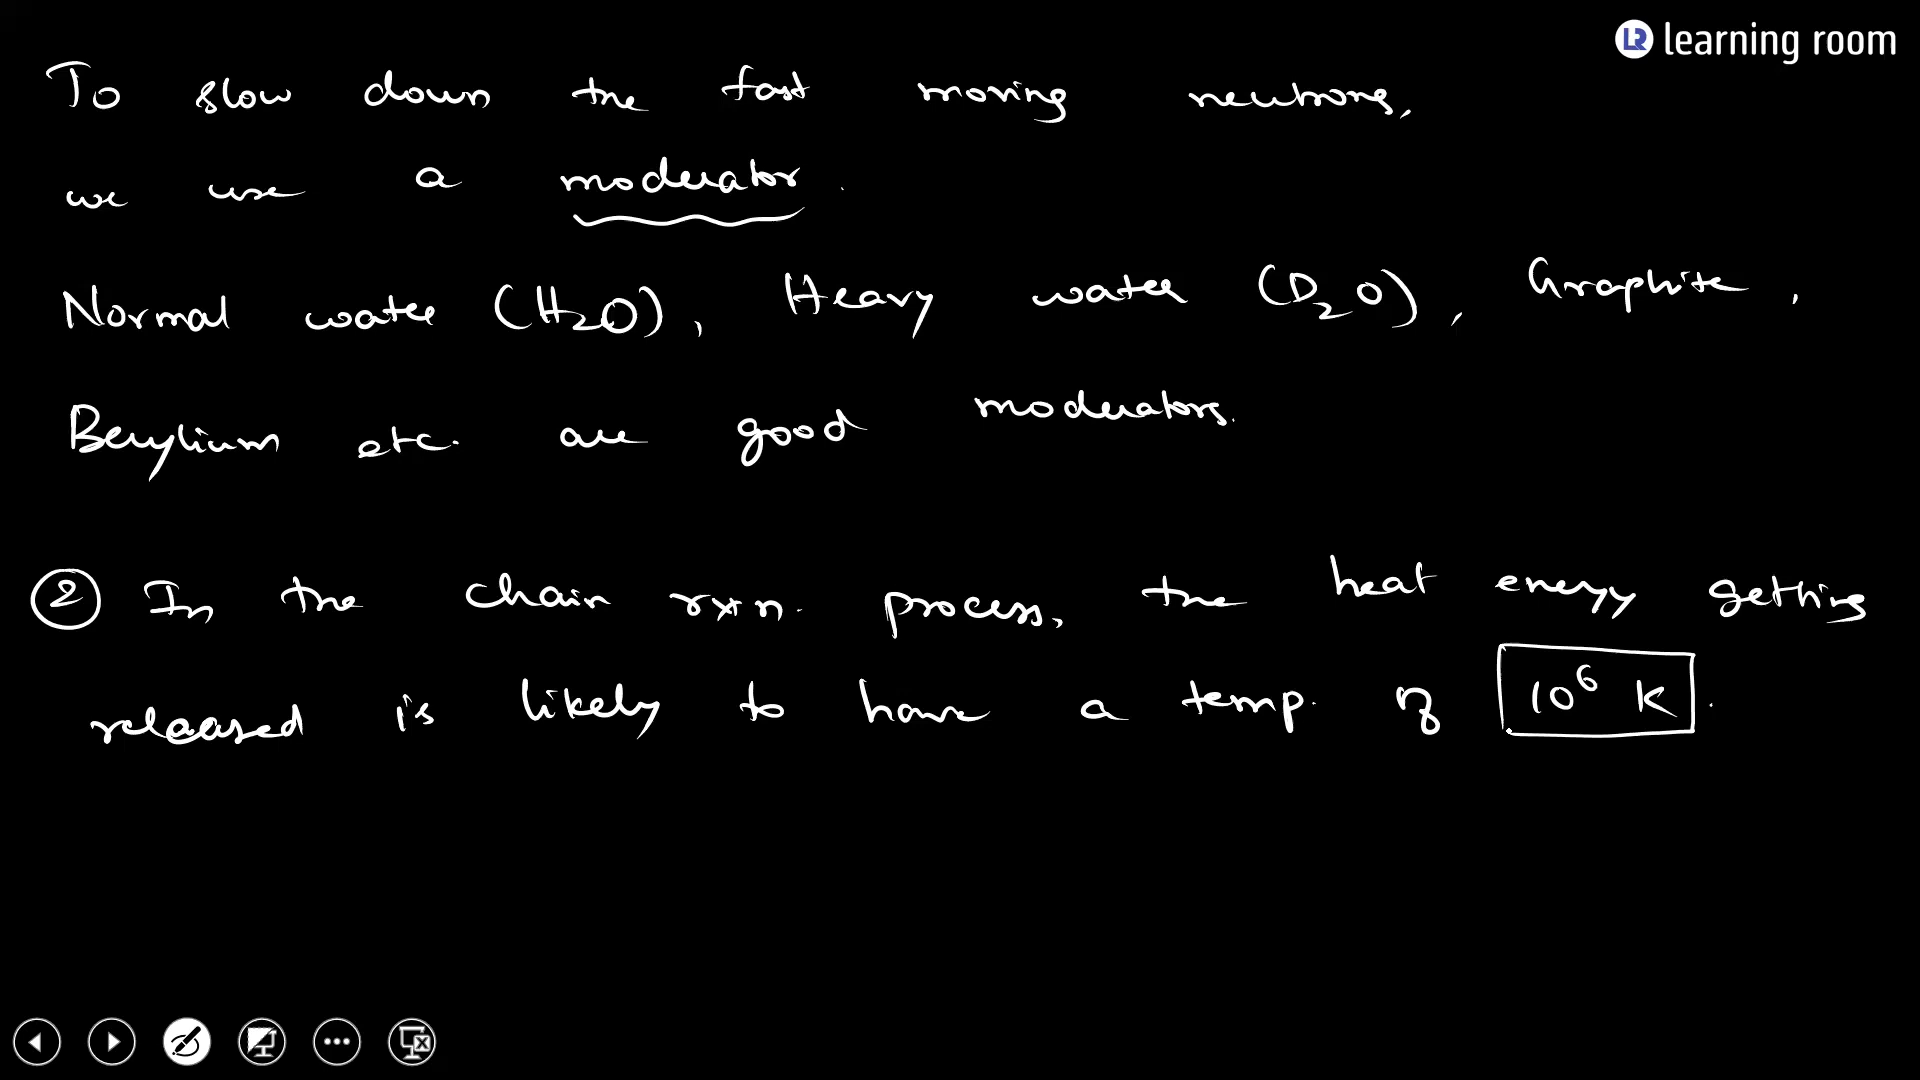 learning room
To slow down the fast moving neutrons,
we use a moderator.
Normal water (H₂O), Heavy water (D₂O), Graphite,
Berylium etc. are good moderators.
② In the chain rxn. process, the heat energy getting
released is likely to have a temp. of 10⁶ K.